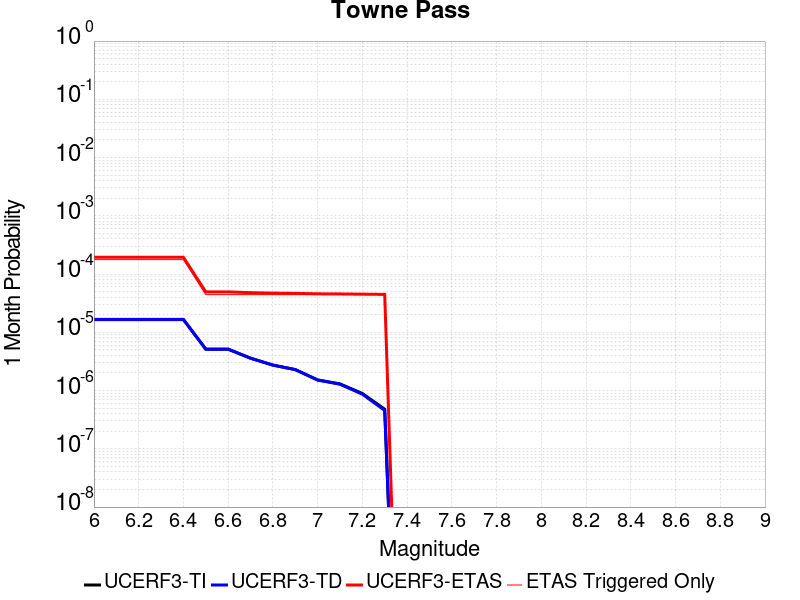 Towne Pass
1 Month Probability
10^0
10^-1
10^-2
10^-3
10^-4
10^-5
10^-6
10^-7
10^-8
6 6.2 6.4 6.6 6.8 7 7.2 7.4 7.6 7.8 8 8.2 8.4 8.6 8.8 9
Magnitude
UCERF3-TI UCERF3-TD UCERF3-ETAS ETAS Triggered Only